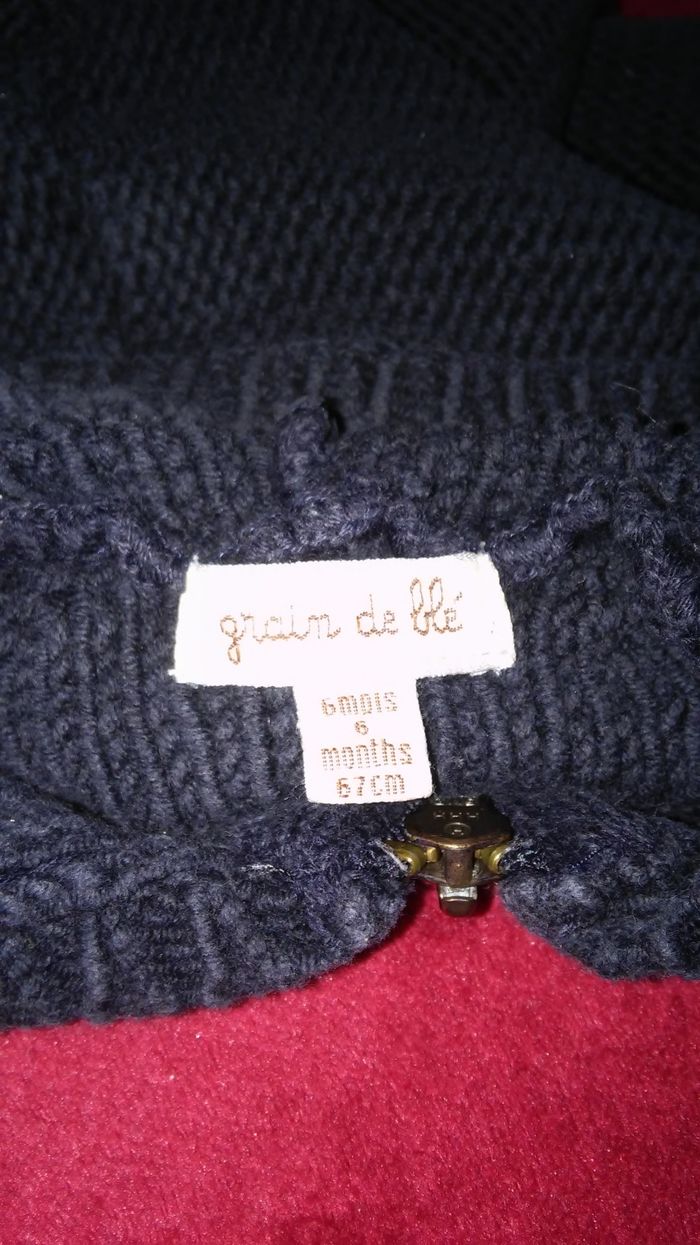 grain de blé
6mois
6
months
67cm